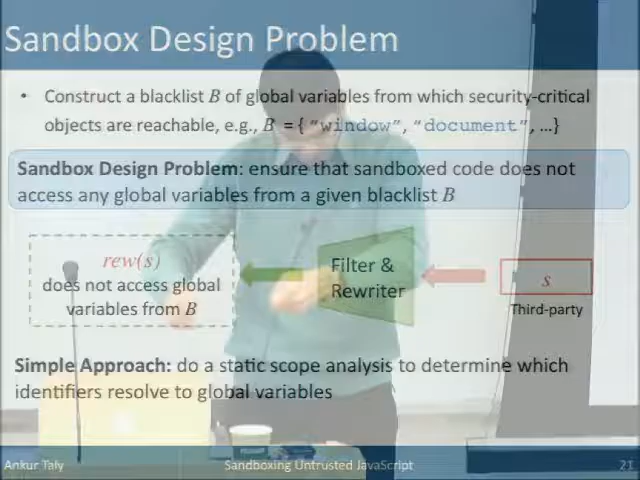 Sandbox Design Problem
• Construct a blacklist B of global variables from which security-critical
objects are reachable, e.g., B = { "window", "document", …}
Sandbox Design Problem: ensure that sandboxed code does not
access any global variables from a given blacklist B
rew(s)
does not access global
variables from B
Filter &
Rewriter
s
Third-party
Simple Approach: do a static scope analysis to determine which
identifiers resolve to global variables
Ankur Taly
Sandboxing Untrusted JavaScript
21